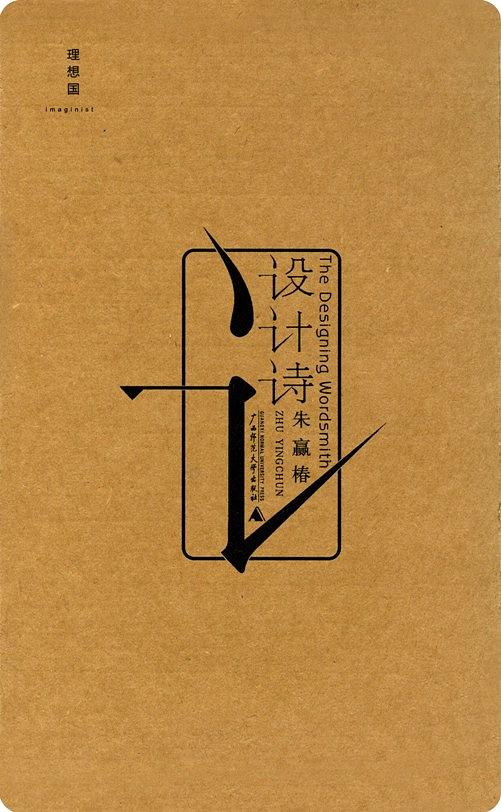 理想国
imaginist
设计诗
The Designing Wordsmith
朱赢椿
ZHU YINGCHUN
广西师范大学出版社
GUANGXI NORMAL UNIVERSITY PRESS